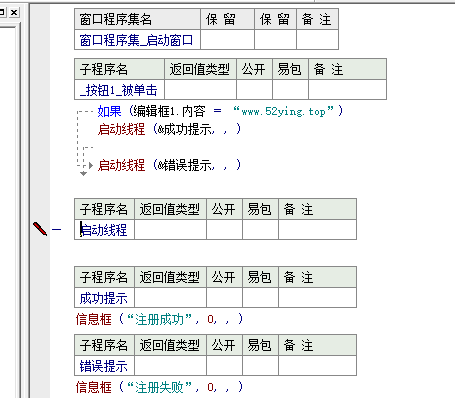 窗口程序集名 保 留 保 留 备 注
窗口程序集_启动窗口
子程序名 返回值类型 公开 易包 备 注
_按钮1_被单击
如果 (编辑框1.内容 = “www.52ying.top”)
启动线程 (&成功提示, , )
启动线程 (&错误提示, , )
子程序名 返回值类型 公开 易包 备 注
启动线程
子程序名 返回值类型 公开 易包 备 注
成功提示
信息框 (“注册成功”, 0, , )
子程序名 返回值类型 公开 易包 备 注
错误提示
信息框 (“注册失败”, 0, , )